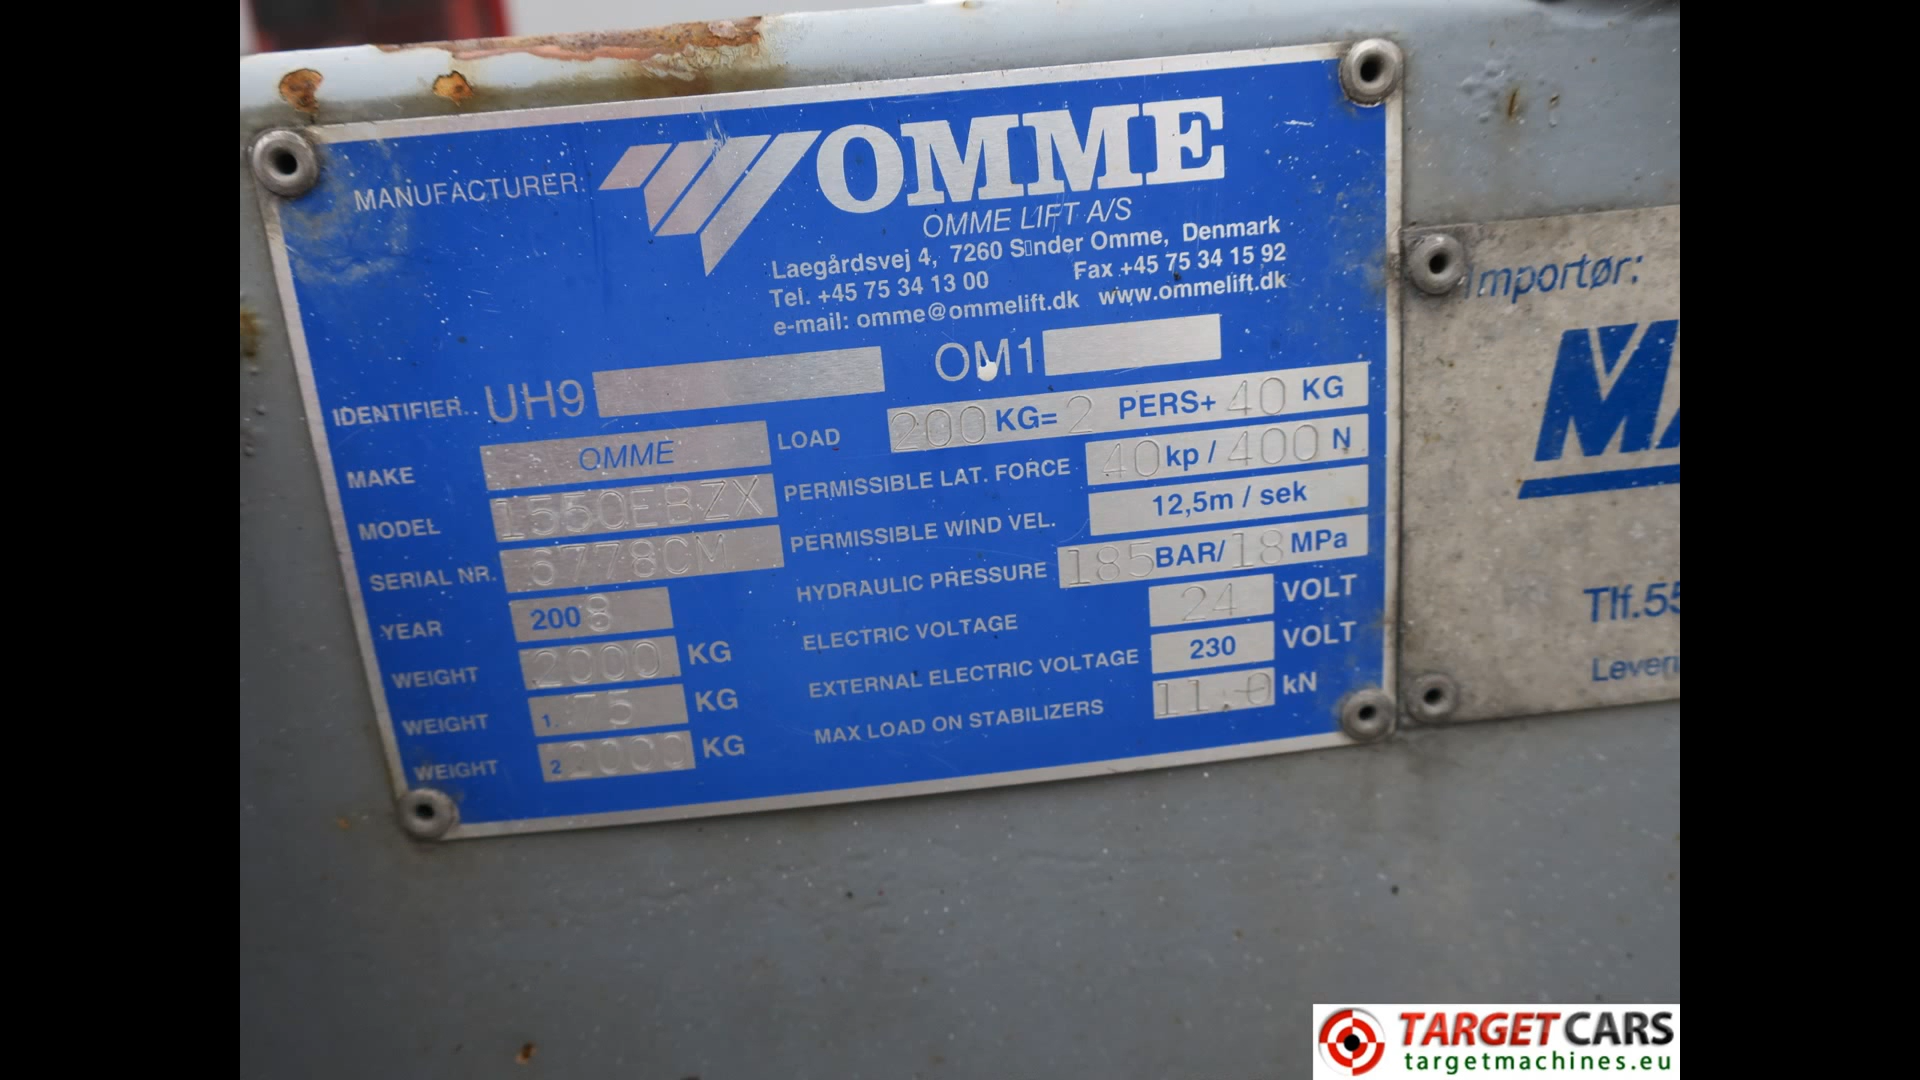 MANUFACTURER: OMME
OMME LIFT A/S
Laegårdsvej 4, 7260 S▯nder Omme, Denmark
Tel. +45 75 34 13 00 Fax +45 75 34 15 92
e-mail: omme@ommelift.dk www.ommelift.dk
IDENTIFIER.. UH9 OM1
MAKE OMME
MODEL 1550EBZX
SERIAL NR. 6778CM
YEAR 2008
WEIGHT 2000 KG
WEIGHT 1. 75 KG
WEIGHT 2 2000 KG
LOAD 200 KG= 2 PERS+ 40 KG
PERMISSIBLE LAT. FORCE 40 kp / 400 N
PERMISSIBLE WIND VEL. 12,5m / sek
HYDRAULIC PRESSURE 185 BAR/ 18 MPa
ELECTRIC VOLTAGE 24 VOLT
EXTERNAL ELECTRIC VOLTAGE 230 VOLT
MAX LOAD ON STABILIZERS 11.0 kN
Importør:
MA
Tlf.55
Leveri
TARGET CARS
targetmachines.eu